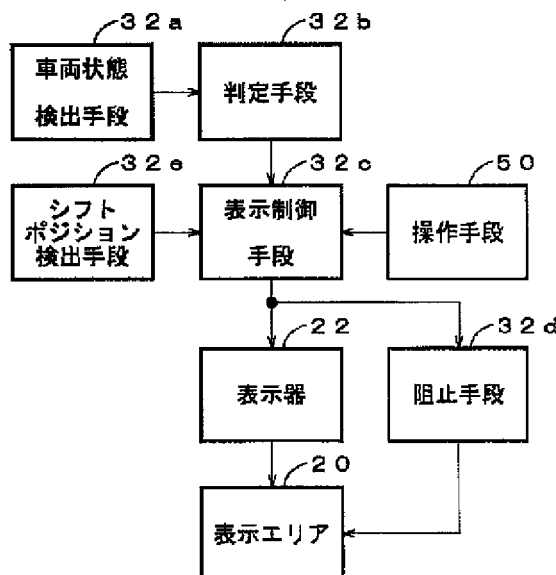 32a
32b
車両状態
検出手段
判定手段
32e
32c
50
シフト
ポジション
検出手段
表示制御
手段
操作手段
22
32d
表示器
阻止手段
20
表示エリア